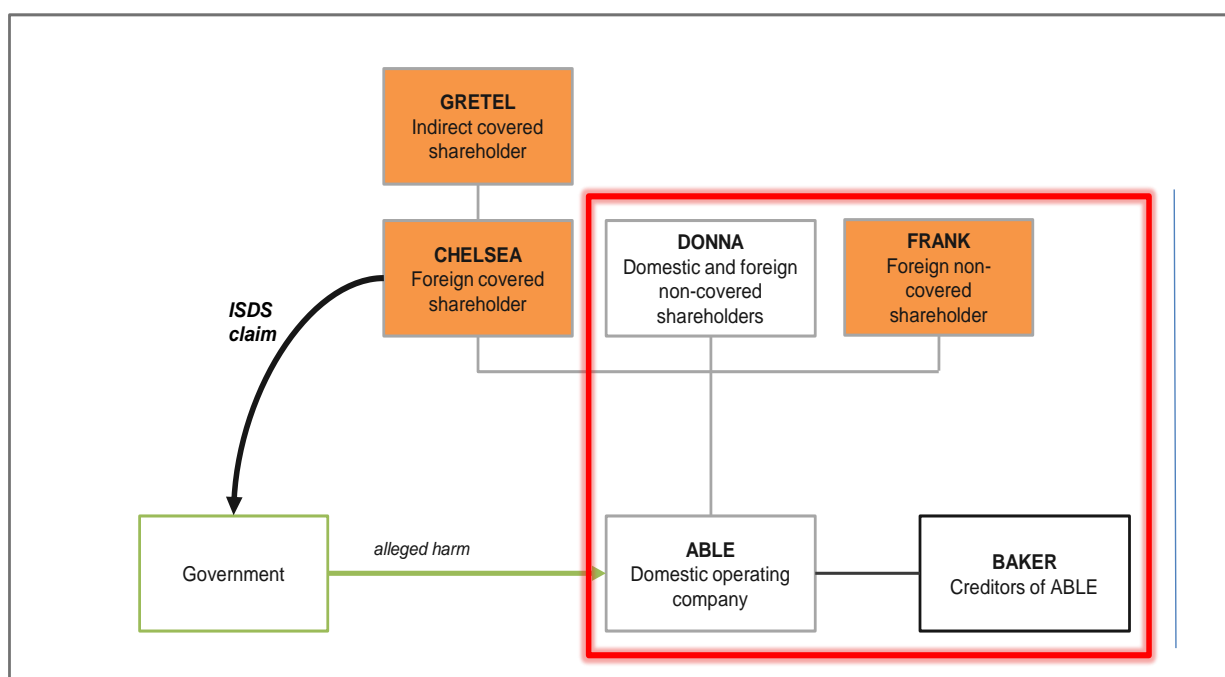 GRETEL
Indirect covered
shareholder
CHELSEA
Foreign covered
shareholder
DONNA
Domestic and foreign
non-covered
shareholders
FRANK
Foreign non-
covered
shareholder
ISDS
claim
Government
alleged harm
ABLE
Domestic operating
company
BAKER
Creditors of ABLE